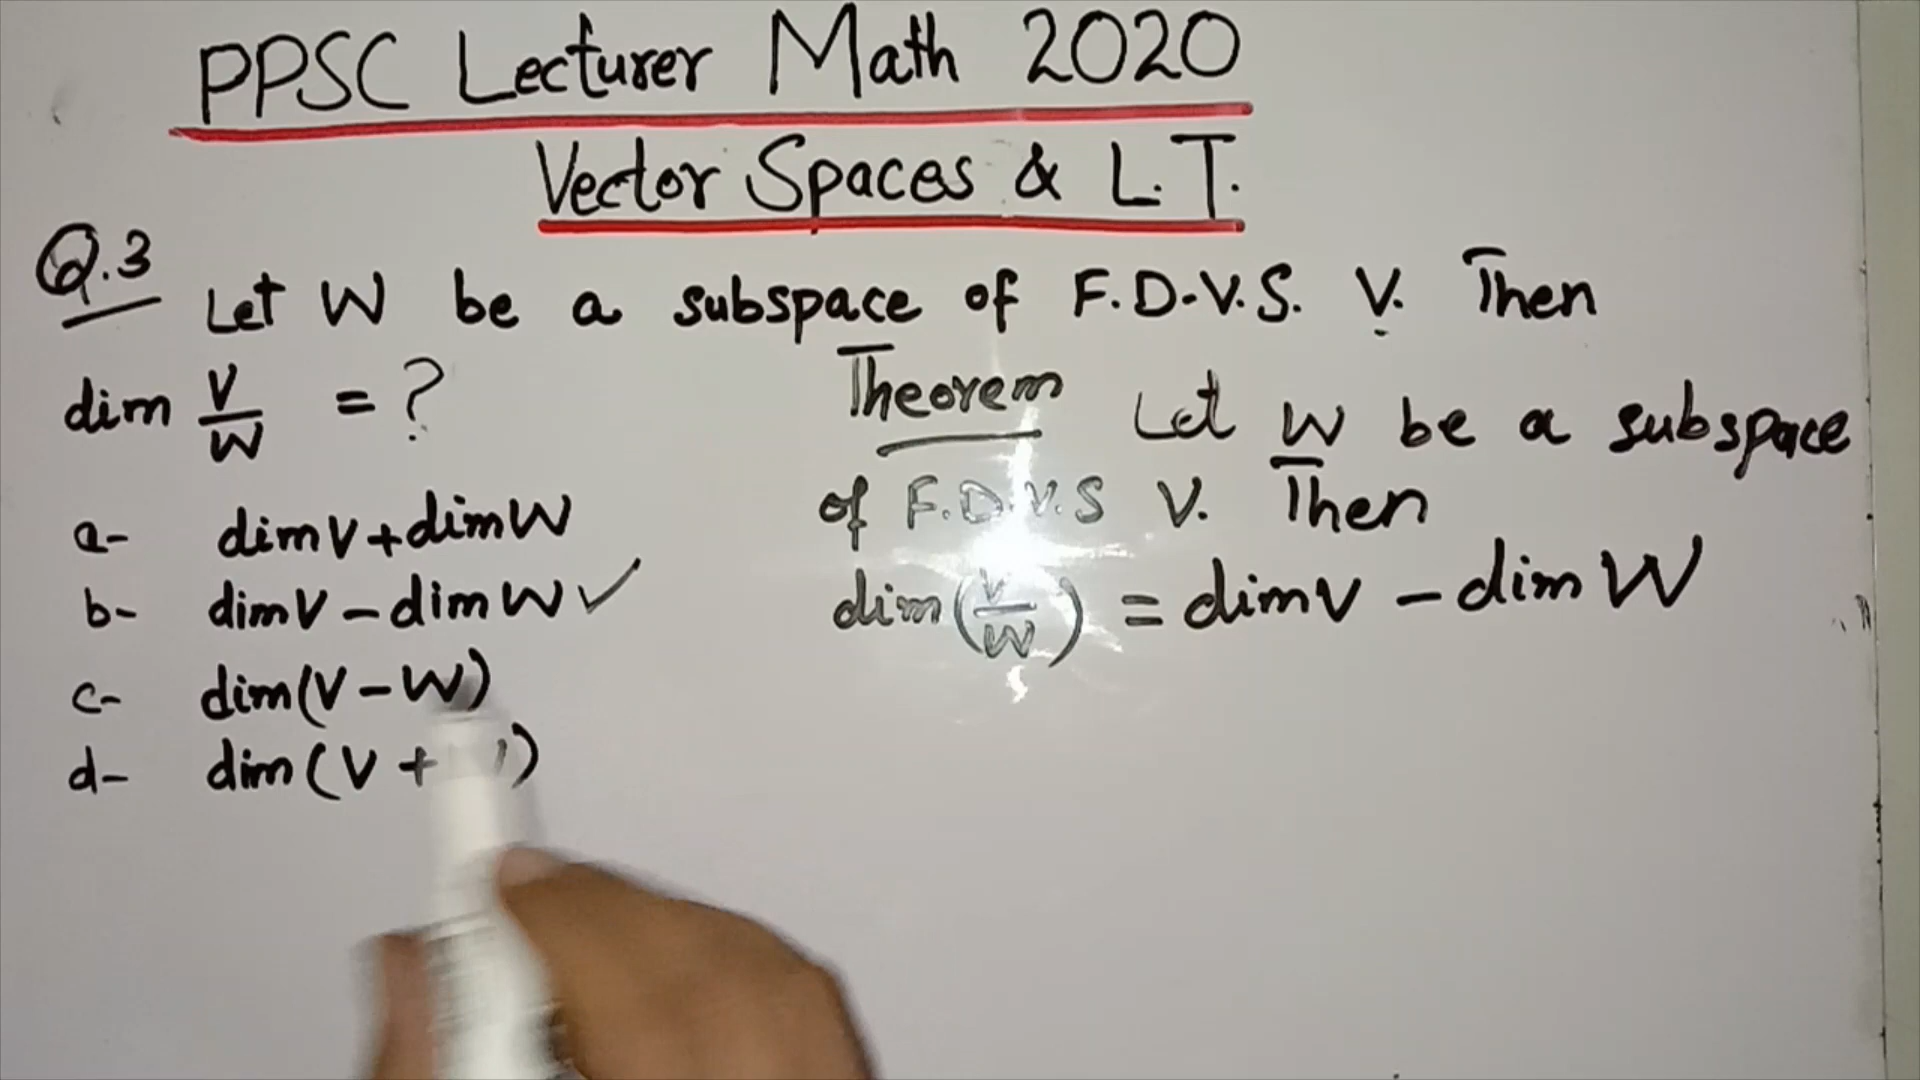 PPSC Lecturer Math 2020
Vector Spaces & L.T.
Q.3
Let W be a subspace of F.D.V.S. V. Then
dim V/W = ?
a- dimV+dimW
b- dimV-dimW ✓
c- dim(V-W)
d- dim(V+ )
Theorem Let W be a subspace
of F.D.V.S V. Then
dim(V/W) = dimV - dimW